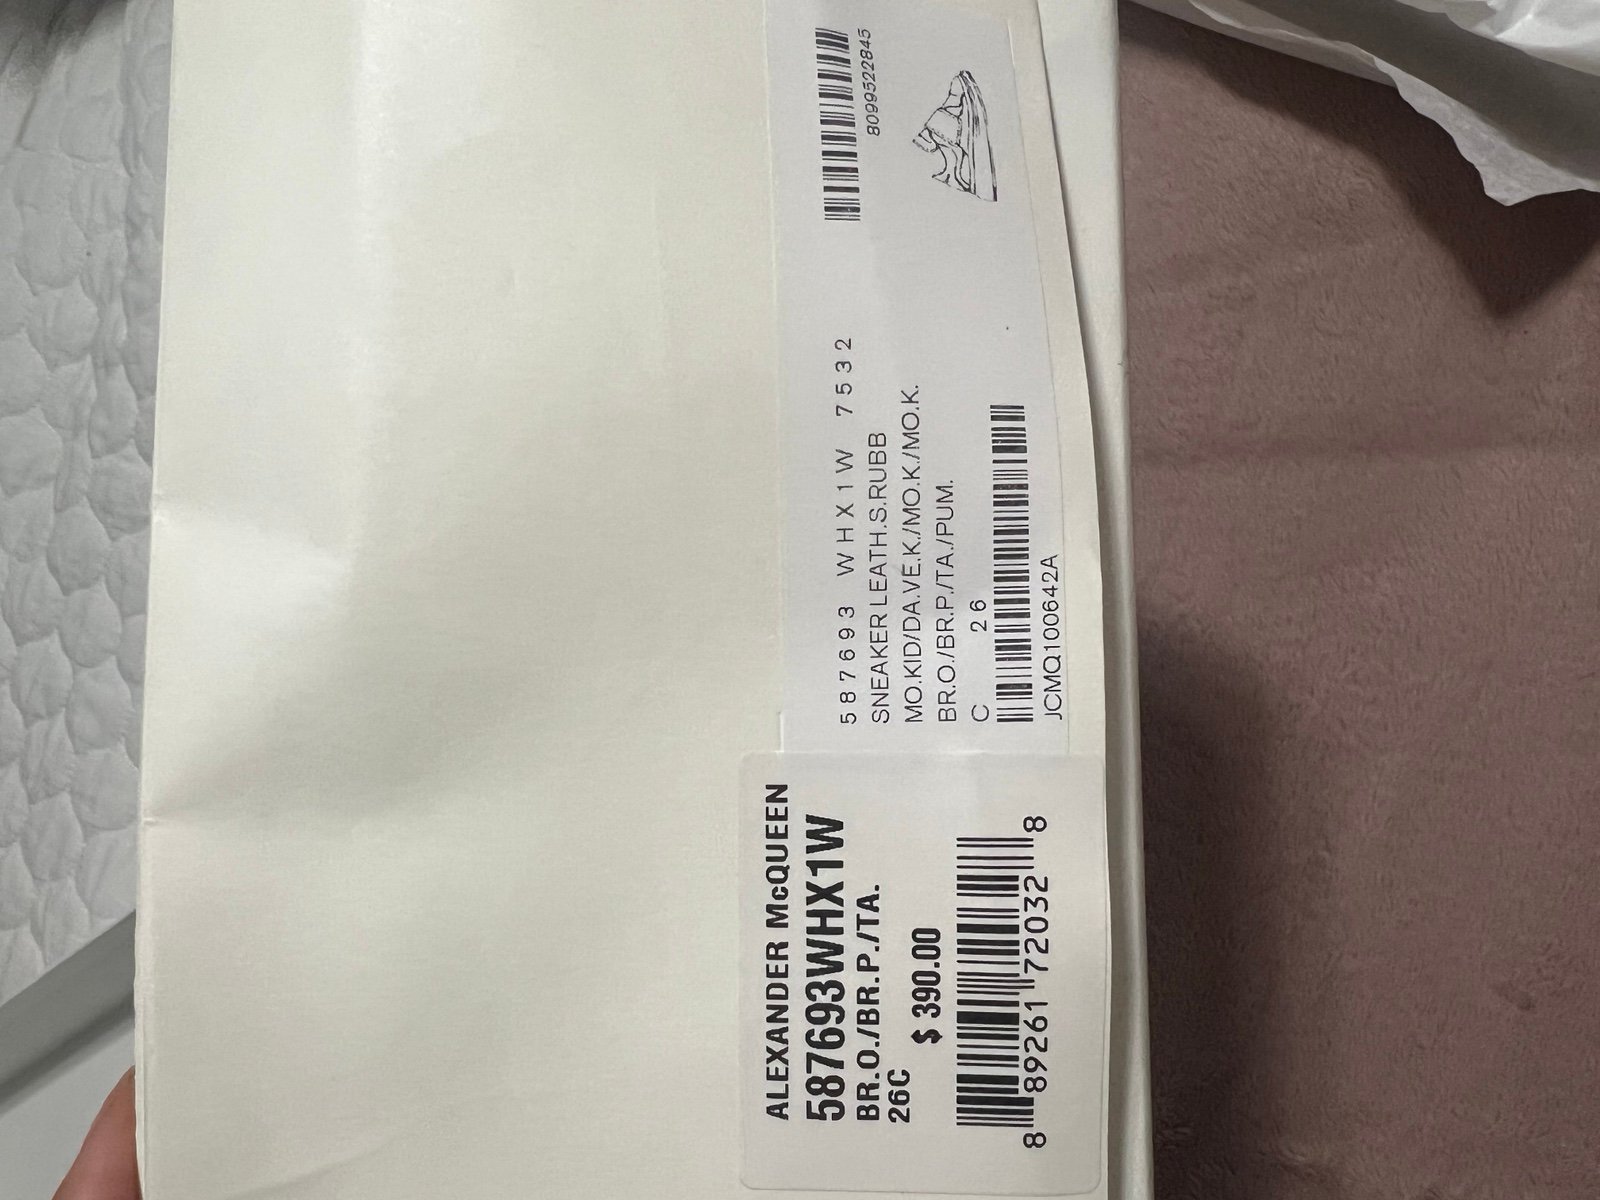 8099522845
587693 WHX1W 7532
SNEAKER LEATH.S.RUBB
MO.KID/DA.VE.K./MO.K./MO.K.
BR.O./BR.P./TA./PUM.
C 26
JCMQ100642A
ALEXANDER McQUEEN
587693WHX1W
BR.O./BR.P./TA.
26C
$ 390.00
8 89261 72032 8